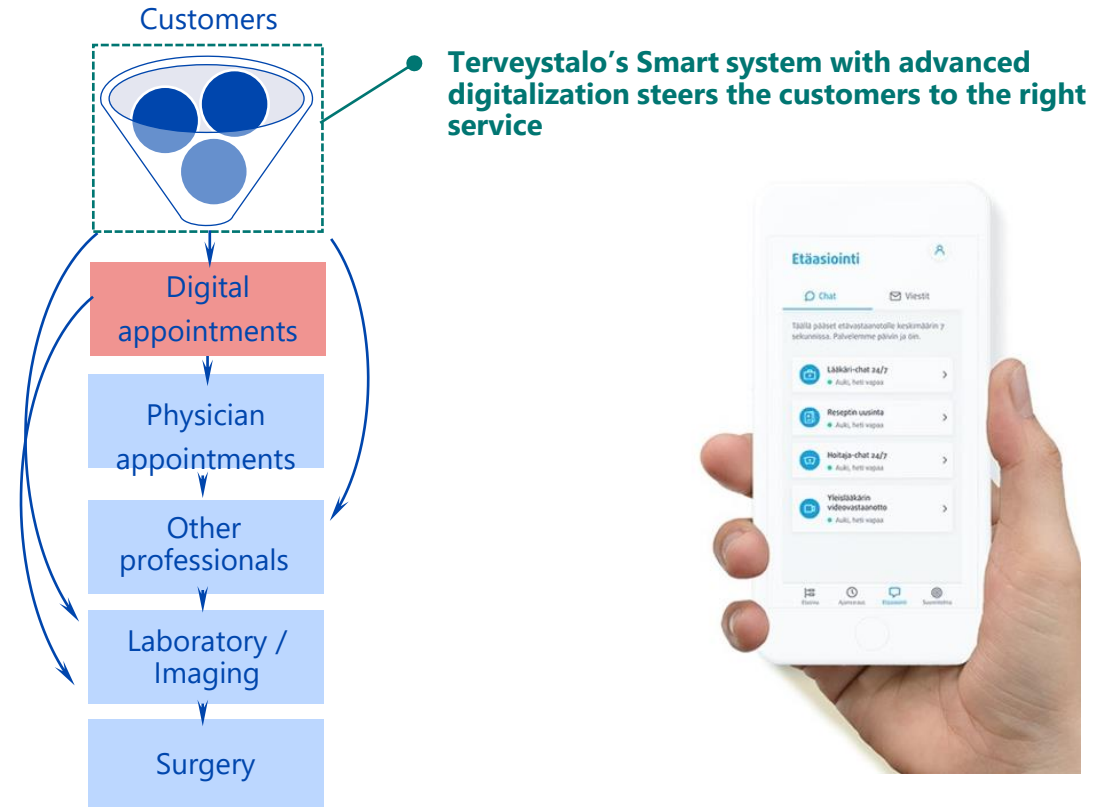 Customers
Terveystalo’s Smart system with advanced
digitalization steers the customers to the right
service
Digital
appointments
Physician
appointments
Other
professionals
Laboratory /
Imaging
Surgery
Etäasiointi
Chat
Viestit
Täällä pääset etävastaanotolle keskimäärin 7
sekunnissa. Palvelemme päivin ja öin.
Lääkäri-chat 24/7
Auki, heti vapaa
Reseptin uusinta
Auki, heti vapaa
Hoitaja-chat 24/7
Auki, heti vapaa
Yleislääkärin
videovastaanotto
Auki, heti vapaa
Etusivu
Ajanvaraus
Etäasiointi